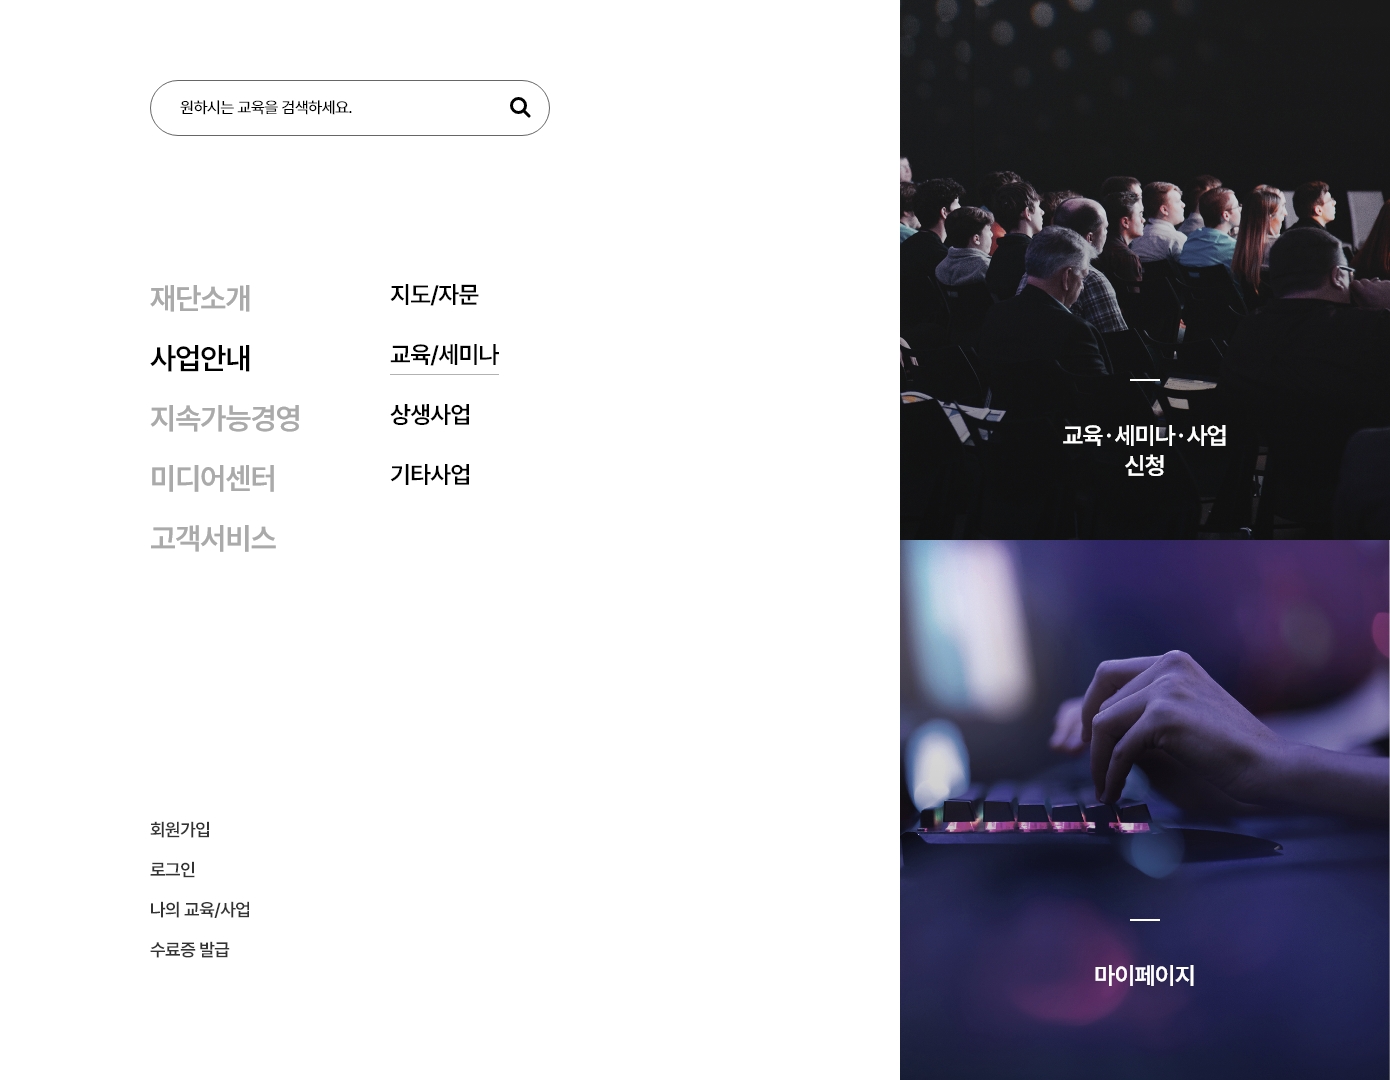 원하시는 교육을 검색하세요.
재단소개
사업안내
지속가능경영
미디어센터
고객서비스
지도/자문
교육/세미나
상생사업
기타사업
회원가입
로그인
나의 교육/사업
수료증 발급
교육·세미나·사업
신청
마이페이지